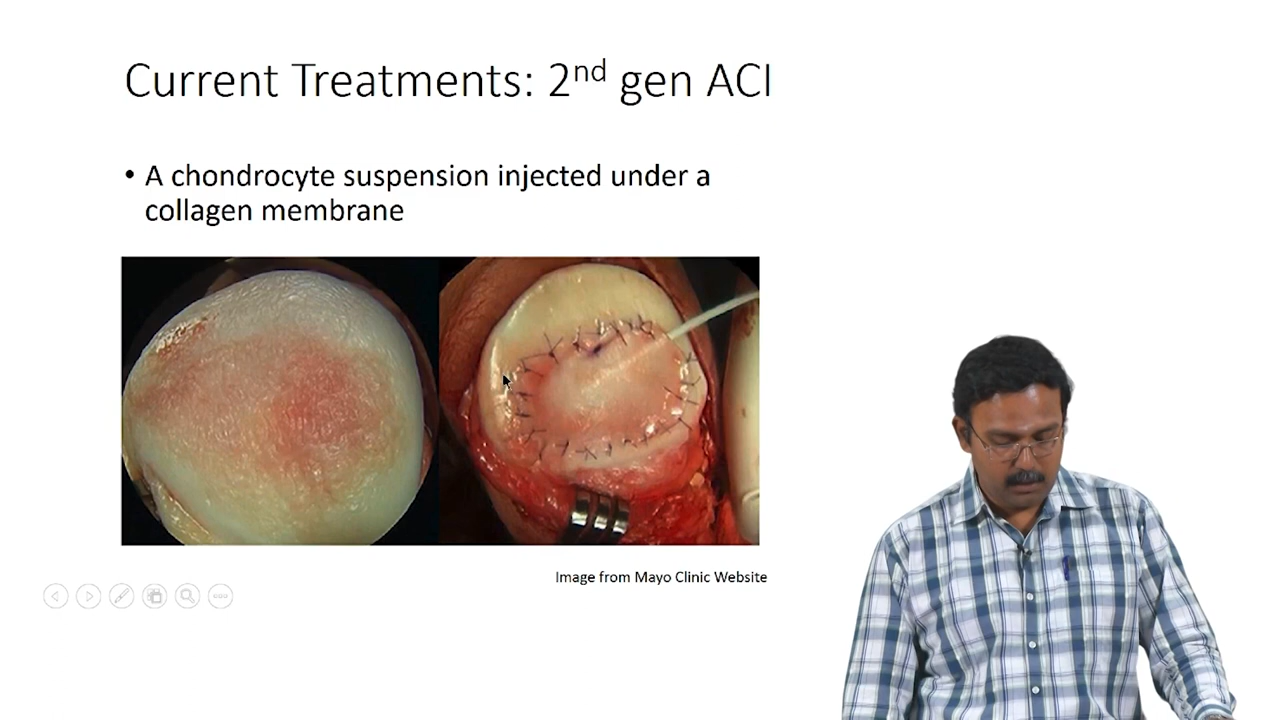 Current Treatments: 2nd gen ACI
• A chondrocyte suspension injected under a
collagen membrane
Image from Mayo Clinic Website